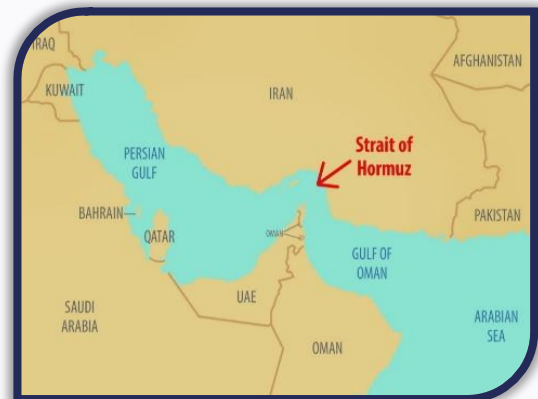 IRAQ
AFGHANISTAN
KUWAIT
IRAN
Strait of
Hormuz
PERSIAN
GULF
PAKISTAN
BAHRAIN
QATAR
OMAN
GULF OF
OMAN
UAE
SAUDI
ARABIA
ARABIAN
SEA
OMAN